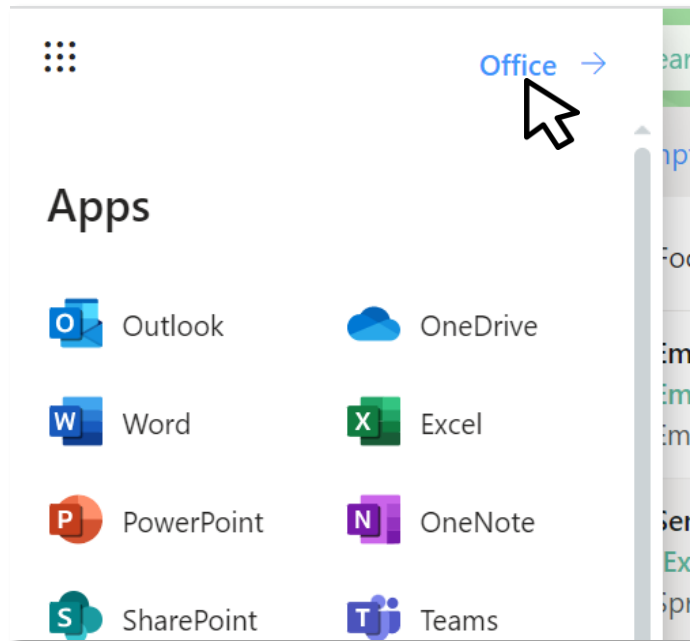 Office →
Apps
Outlook OneDrive
Word Excel
PowerPoint OneNote
SharePoint Teams